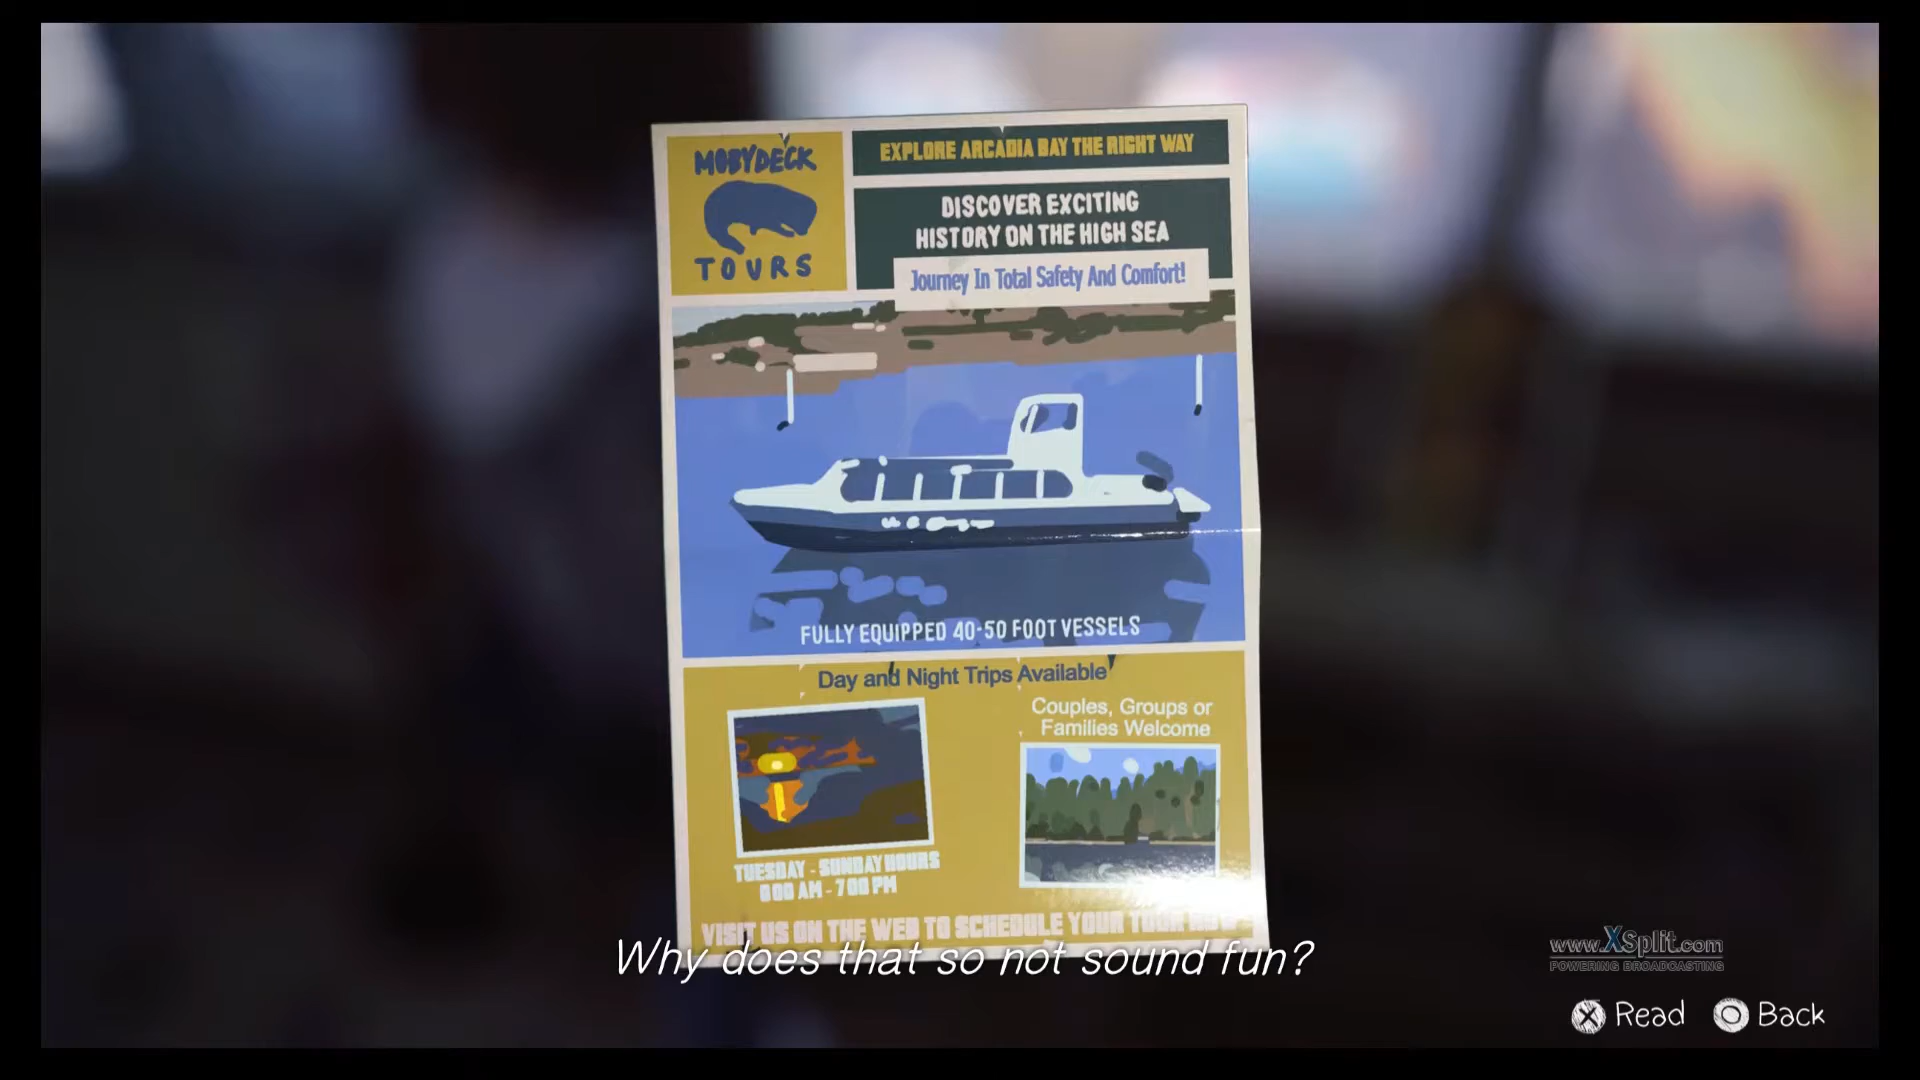 MOBYDECK
TOURS
EXPLORE ARCADIA BAY THE RIGHT WAY
DISCOVER EXCITING
HISTORY ON THE HIGH SEA
Journey In Total Safety And Comfort!
FULLY EQUIPPED 40-50 FOOT VESSELS
Day and Night Trips Available
Couples, Groups or
Families Welcome
TUESDAY - SUNDAY HOURS
AM - 7:00 PM
VISIT US ON THE WEB TO SCHEDULE YOUR TOUR
Why does that so not sound fun?
www.XSplit.com
POWERING BROADCASTING
Read
Back